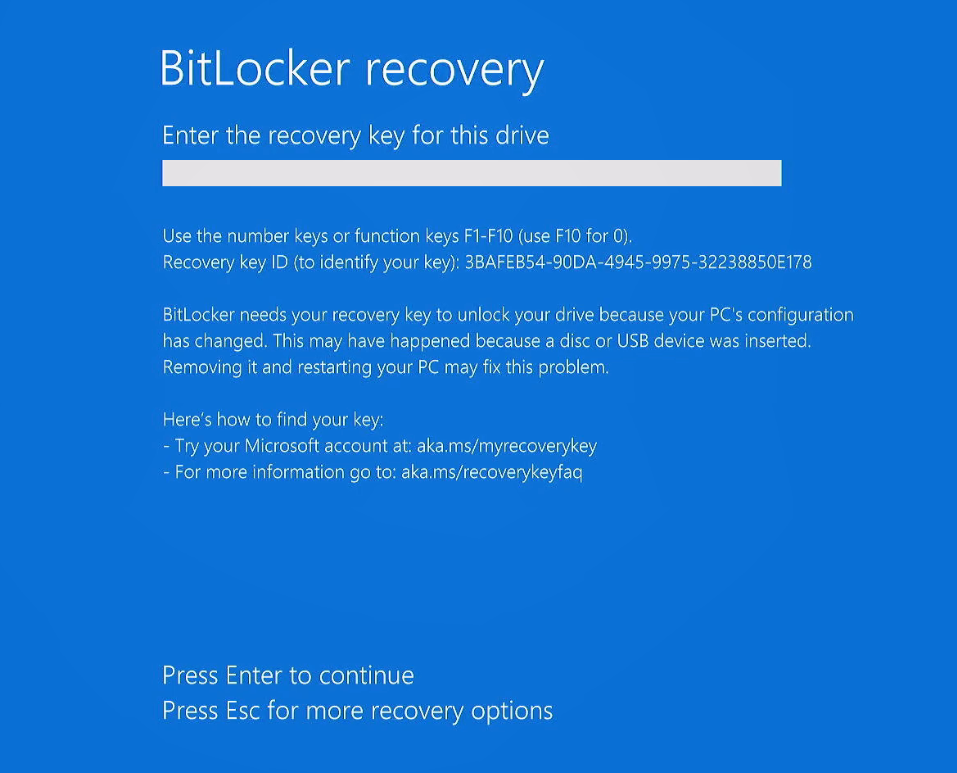 BitLocker recovery
Enter the recovery key for this drive
Use the number keys or function keys F1-F10 (use F10 for 0).
Recovery key ID (to identify your key): 3BAFEB54-90DA-4945-9975-32238850E178
BitLocker needs your recovery key to unlock your drive because your PC's configuration
has changed. This may have happened because a disc or USB device was inserted.
Removing it and restarting your PC may fix this problem.
Here's how to find your key:
- Try your Microsoft account at: aka.ms/myrecoverykey
- For more information go to: aka.ms/recoverykeyfaq
Press Enter to continue
Press Esc for more recovery options